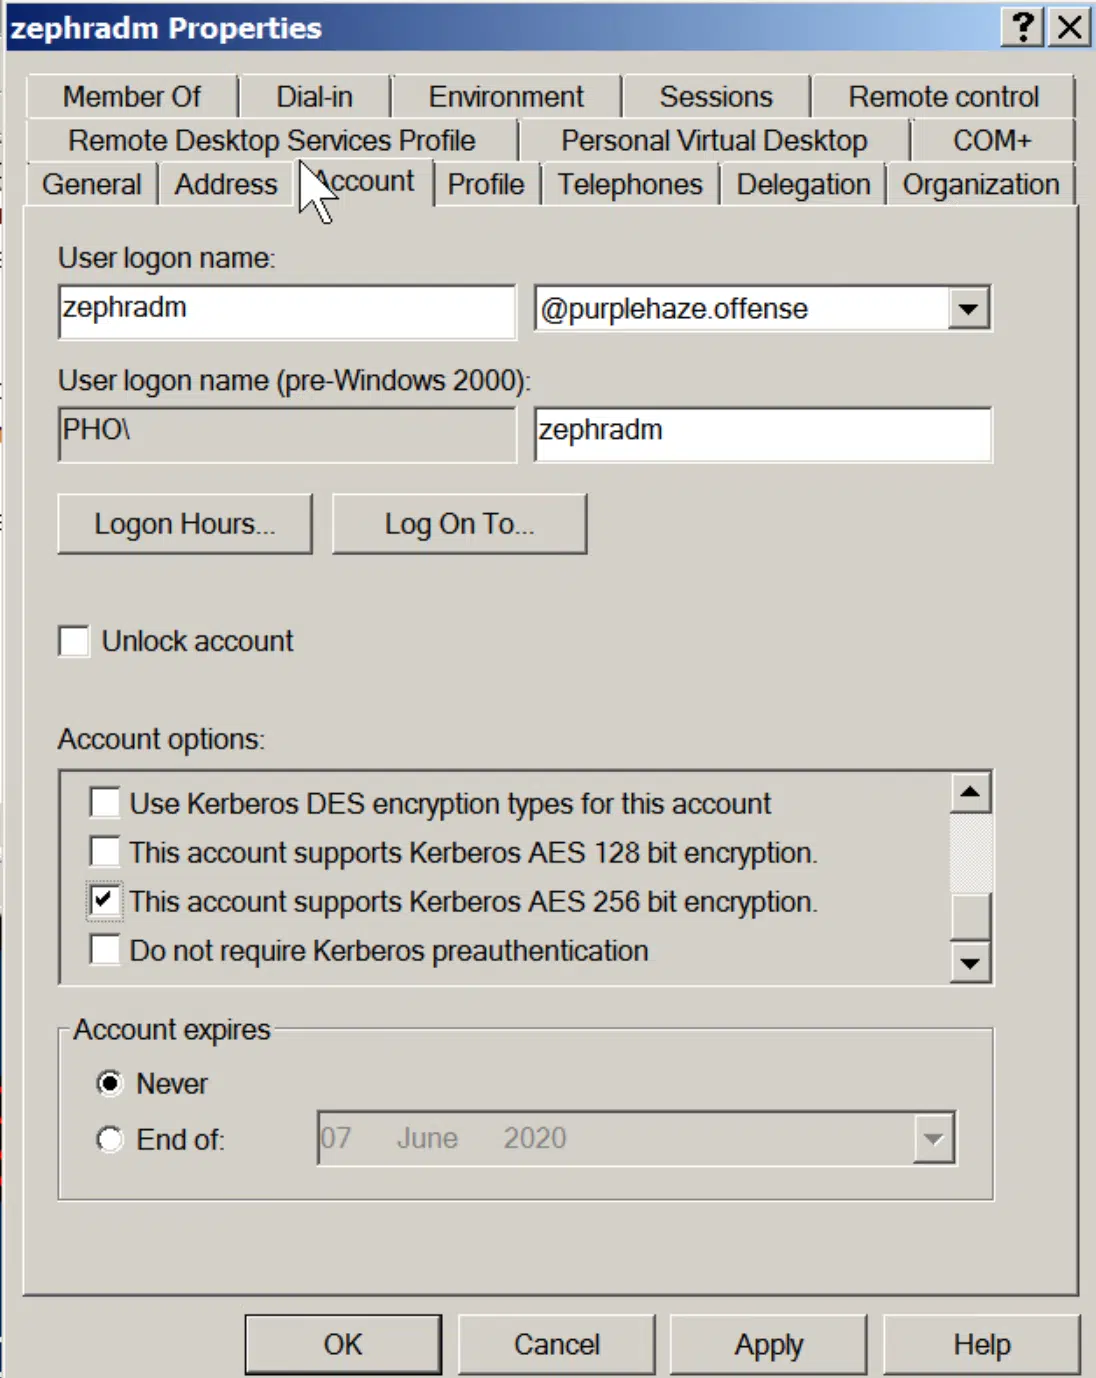 zephradm Properties
Member Of Dial-in Environment Sessions Remote control
Remote Desktop Services Profile Personal Virtual Desktop COM+
General Address Account Profile Telephones Delegation Organization
User logon name:
zephradm @purplehaze.offense
User logon name (pre-Windows 2000):
PHO\ zephradm
Logon Hours... Log On To...
Unlock account
Account options:
Use Kerberos DES encryption types for this account
This account supports Kerberos AES 128 bit encryption.
This account supports Kerberos AES 256 bit encryption.
Do not require Kerberos preauthentication
Account expires
Never
End of: 07 June 2020
OK Cancel Apply Help